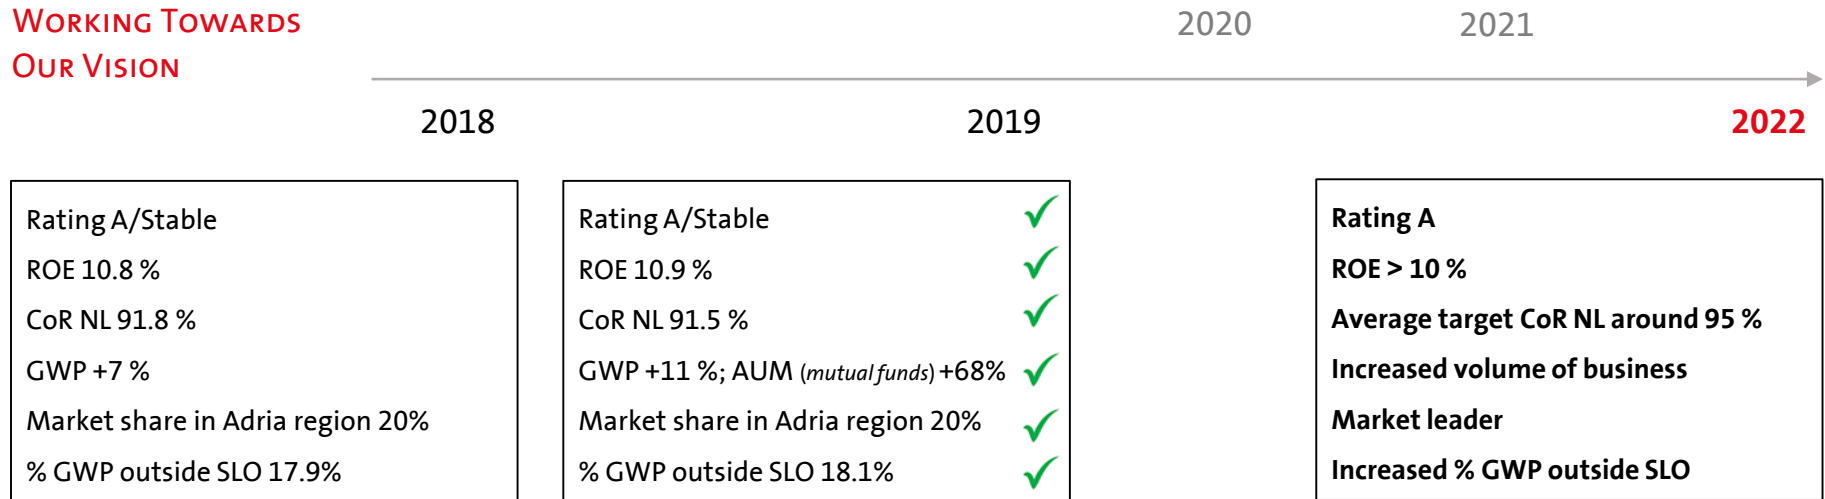 WORKING TOWARDS
OUR VISION
2020
2021
2018
2019
2022
Rating A/Stable
ROE 10.8 %
CoR NL 91.8 %
GWP +7 %
Market share in Adria region 20%
% GWP outside SLO 17.9%
Rating A/Stable
ROE 10.9 %
CoR NL 91.5 %
GWP +11 %; AUM (mutual funds) +68%
Market share in Adria region 20%
% GWP outside SLO 18.1%
Rating A
ROE > 10 %
Average target CoR NL around 95 %
Increased volume of business
Market leader
Increased % GWP outside SLO